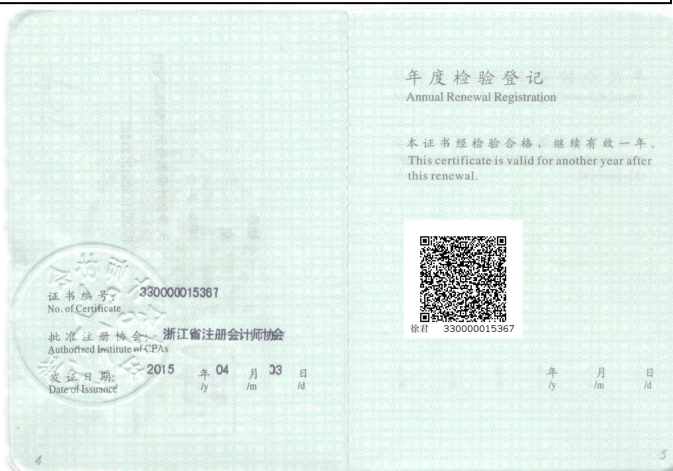 证书编号: 330000015367
No. of Certificate
批准注册协会: 浙江省注册会计师协会
Authorized Institute of CPAs
发证日期: 2015 年 04 月 03 日
Date of Issuance /y /m /d
4
年度检验登记
Annual Renewal Registration
本证书经检验合格，继续有效一年。
This certificate is valid for another year after
this renewal.
徐君 330000015367
年 月 日
/y /m /d
5